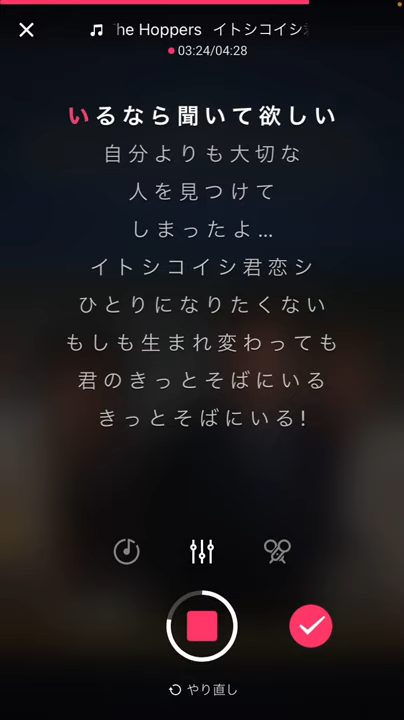 The Hoppers イトシコイシ
03:24/04:28
いるなら聞いて欲しい
自分よりも大切な
人を見つけて
しまったよ…
イトシコイシ君恋シ
ひとりになりたくない
もしも生まれ変わっても
君のきっとそばにいる
きっとそばにいる!
やり直し